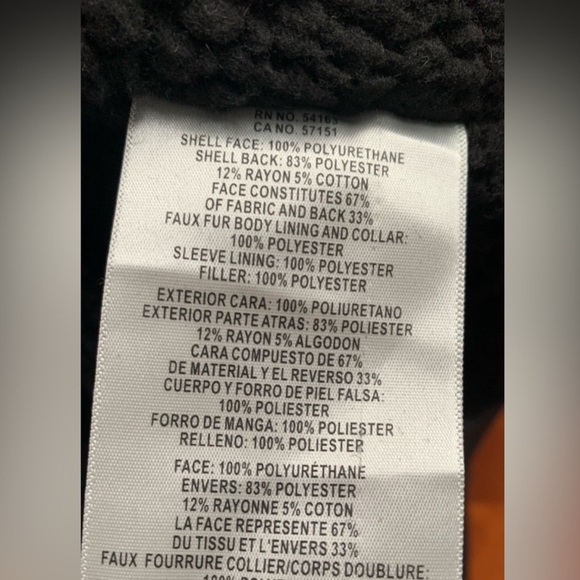 RN NO. 54163
CA NO. 57151
SHELL FACE: 100% POLYURETHANE
SHELL BACK: 83% POLYESTER
12% RAYON 5% COTTON
FACE CONSTITUTES 67%
OF FABRIC AND BACK 33%
FAUX FUR BODY LINING AND COLLAR:
100% POLYESTER
SLEEVE LINING: 100% POLYESTER
FILLER: 100% POLYESTER
EXTERIOR CARA: 100% POLIURETANO
EXTERIOR PARTE ATRAS: 83% POLIESTER
12% RAYON 5% ALGODON
CARA COMPUESTO DE 67%
DE MATERIAL Y EL REVERSO 33%
CUERPO Y FORRO DE PIEL FALSA:
100% POLIESTER
FORRO DE MANGA: 100% POLIESTER
RELLENO: 100% POLIESTER
FACE: 100% POLYURÉTHANE
ENVERS: 83% POLYESTER
12% RAYONNE 5% COTON
LA FACE REPRESENTE 67%
DU TISSU ET L'ENVERS 33%
FAUX FOURRURE COLLIER/CORPS DOUBLURE: